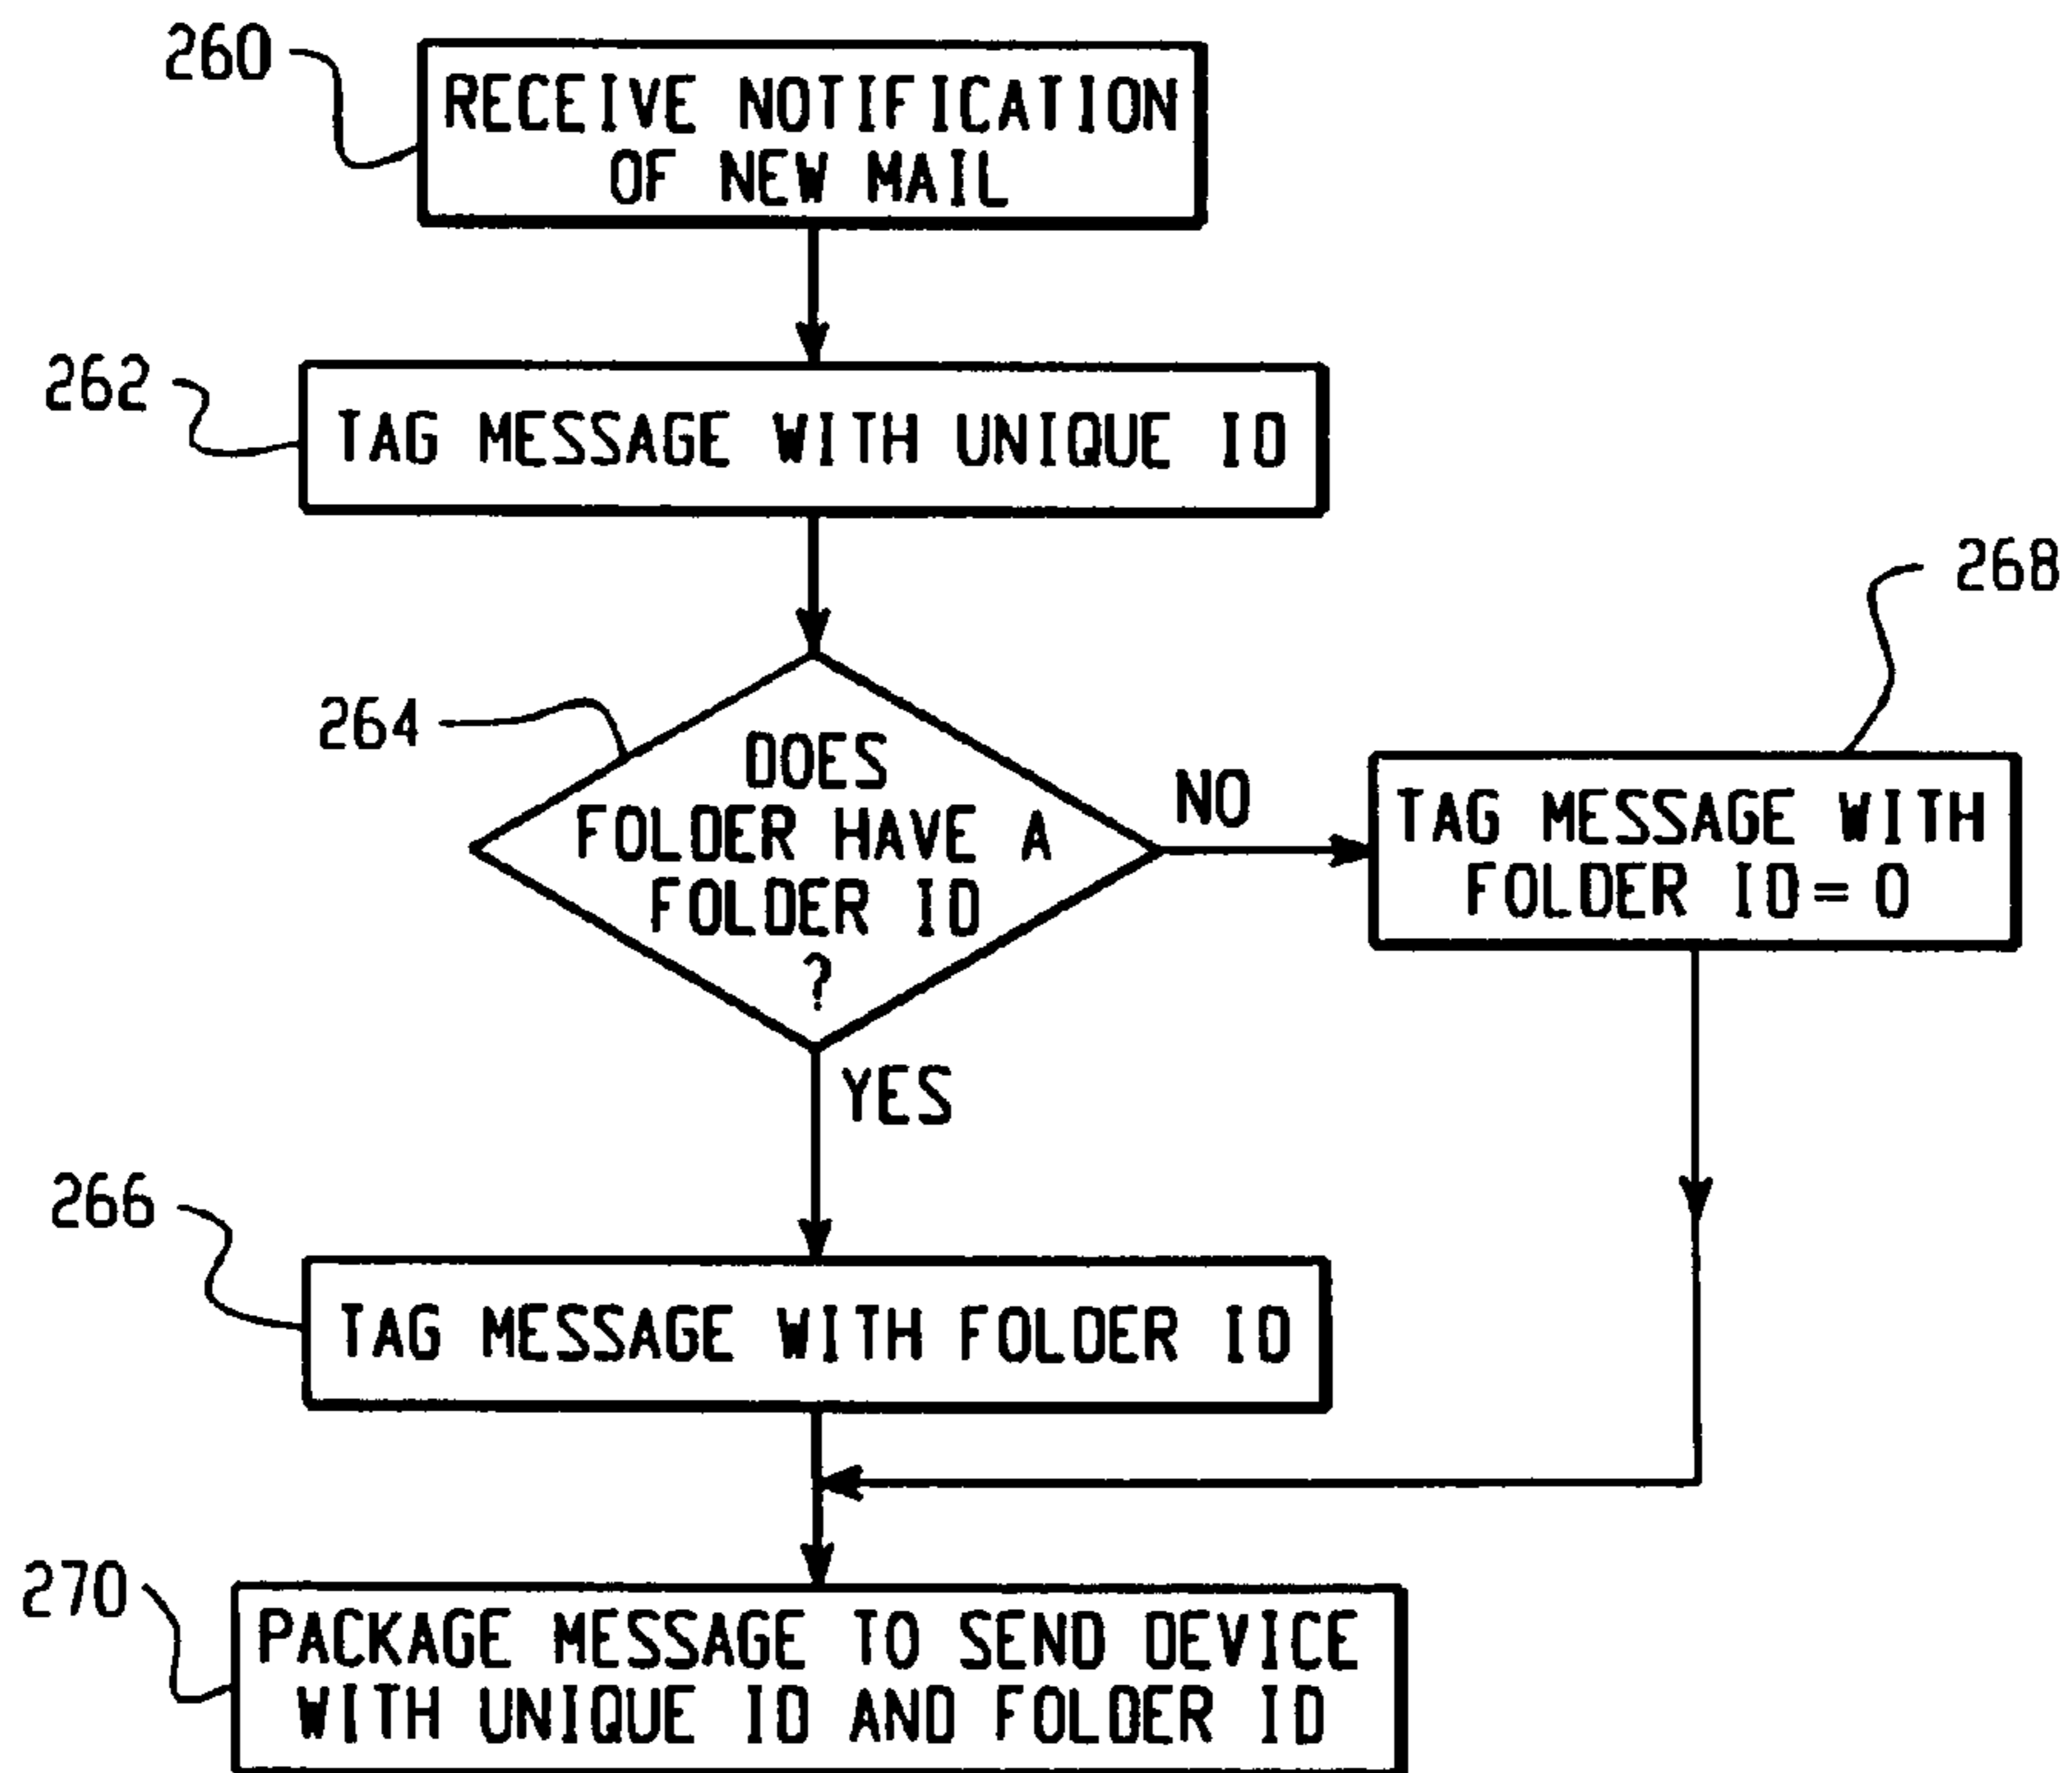 260
RECEIVE NOTIFICATION
OF NEW MAIL
262
TAG MESSAGE WITH UNIQUE ID
264
DOES
FOLDER HAVE A
FOLDER ID
?
NO
268
TAG MESSAGE WITH
FOLDER ID = 0
YES
266
TAG MESSAGE WITH FOLDER ID
270
PACKAGE MESSAGE TO SEND DEVICE
WITH UNIQUE ID AND FOLDER ID